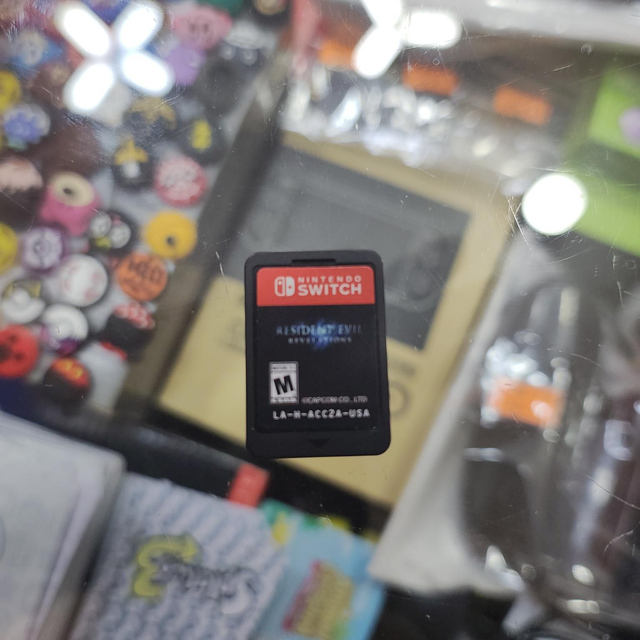 NINTENDO
SWITCH
RESIDENT EVIL
REVELATIONS
M
©CAPCOM CO., LTD.
LA-H-ACC2A-USA